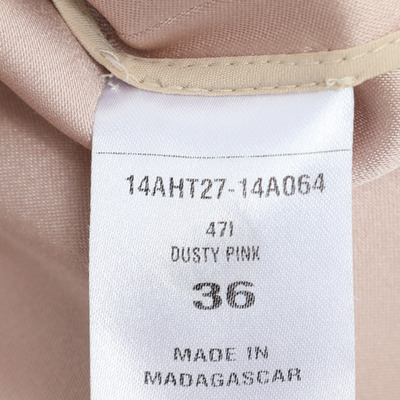 14AHT27-14A064
471
DUSTY PINK
36
MADE IN
MADAGASCAR